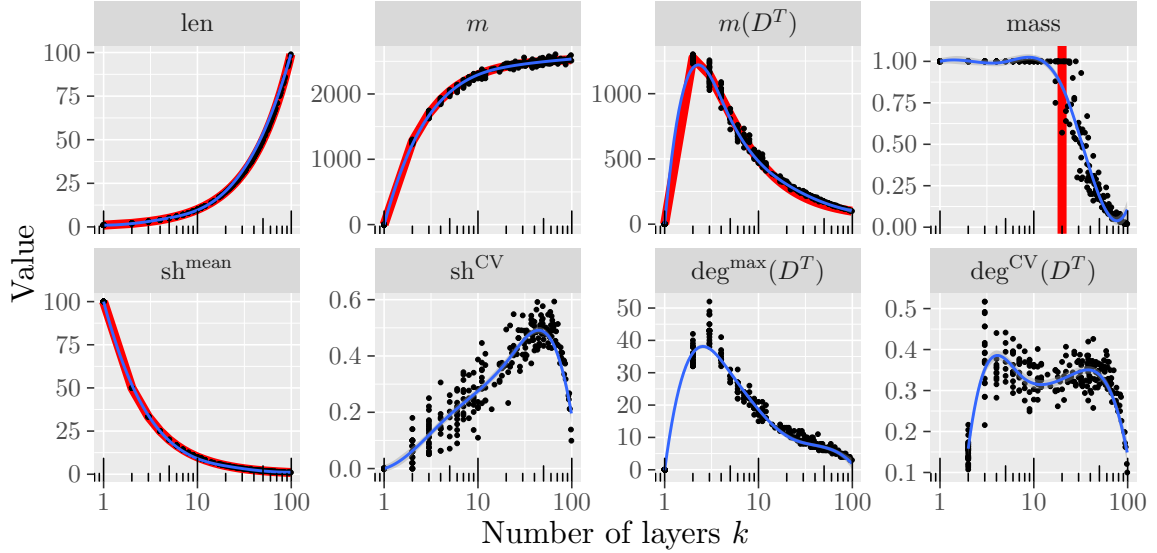 len m m(D^T) mass
100 75 50 25 0
2000 1000 0
1000 500 0
1.00 0.75 0.50 0.25 0.00
sh^mean sh^CV deg^max(D^T) deg^CV(D^T)
100 75 50 25 0
0.6 0.4 0.2 0.0
50 40 30 20 10 0
0.5 0.4 0.3 0.2 0.1
1 10 100 1 10 100 1 10 100 1 10 100
Number of layers k
Value